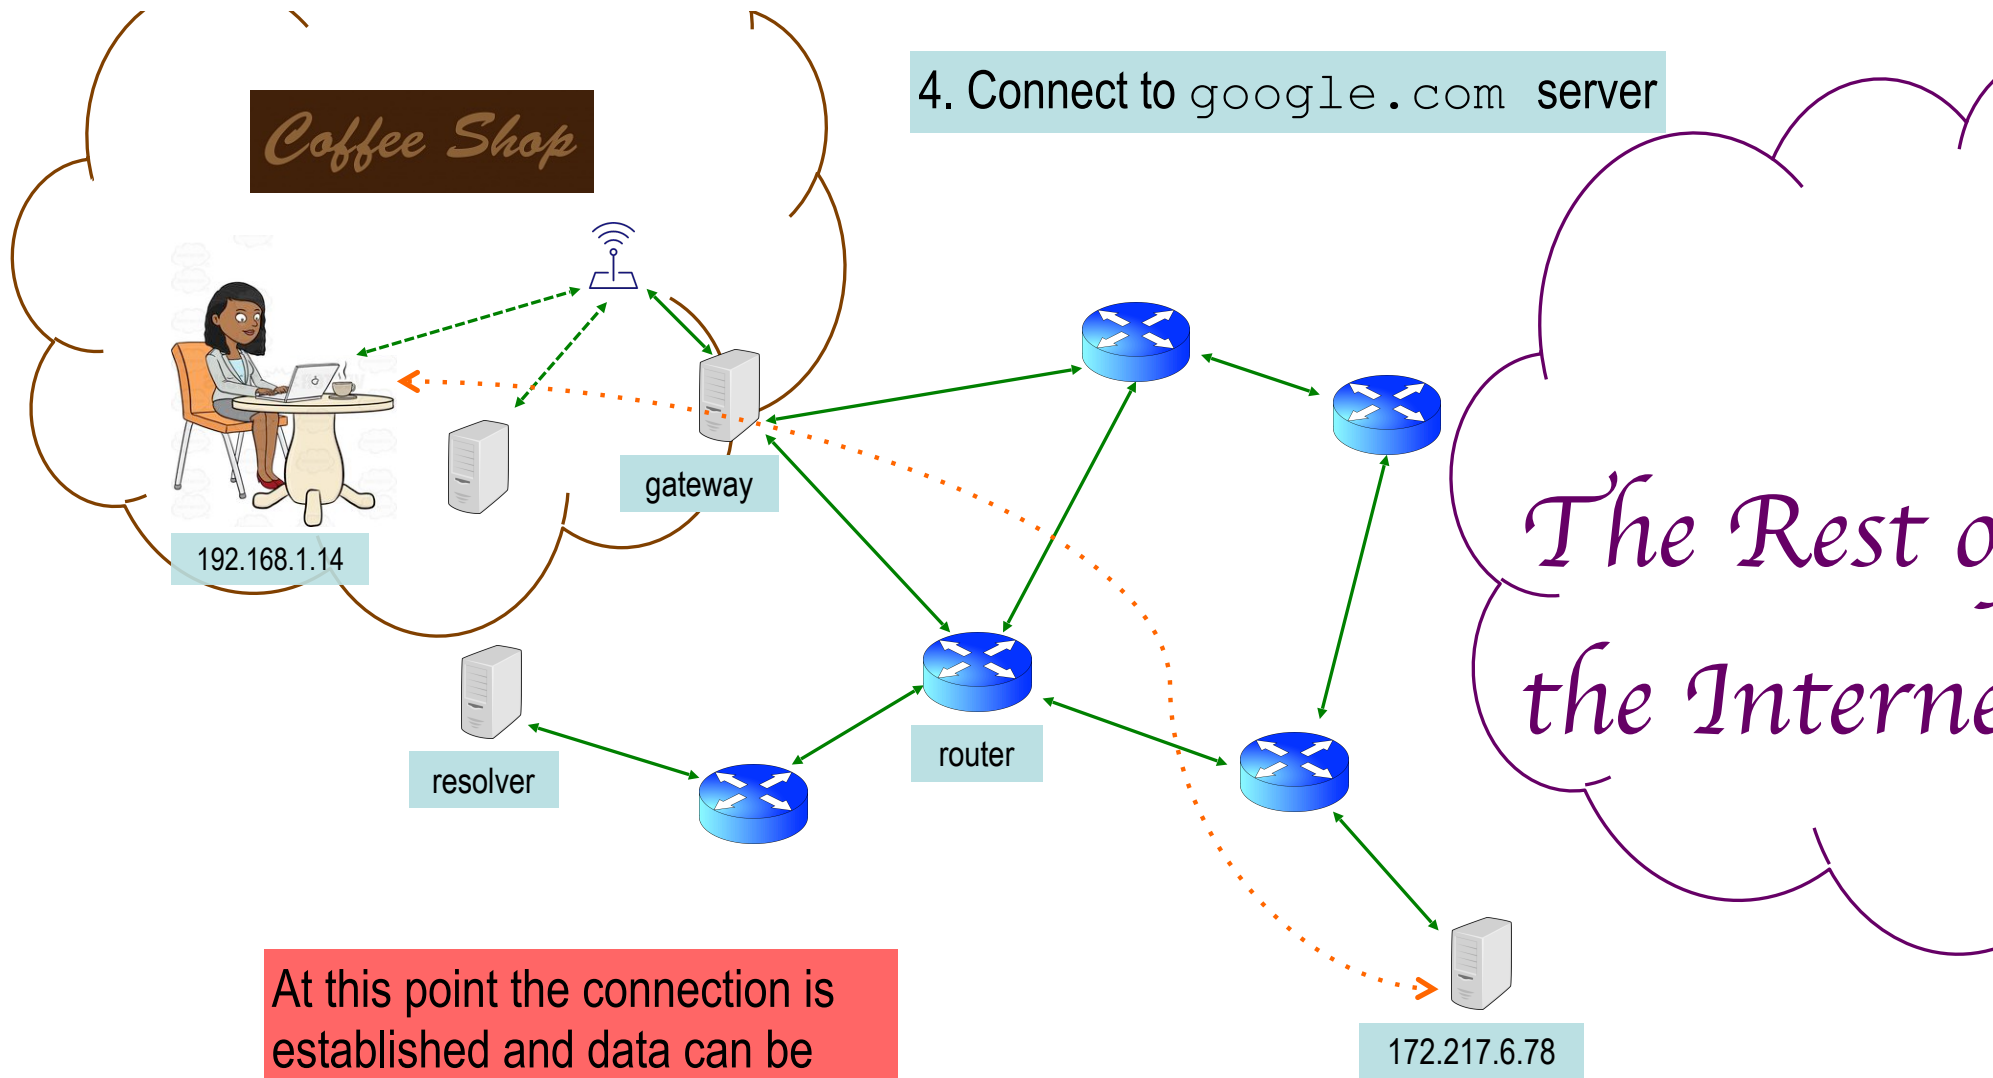 4. Connect to google.com server
Coffee Shop
gateway
192.168.1.14
The Rest
the
resolver
router
At this point the connection is
established and data can be
172.217.6.78